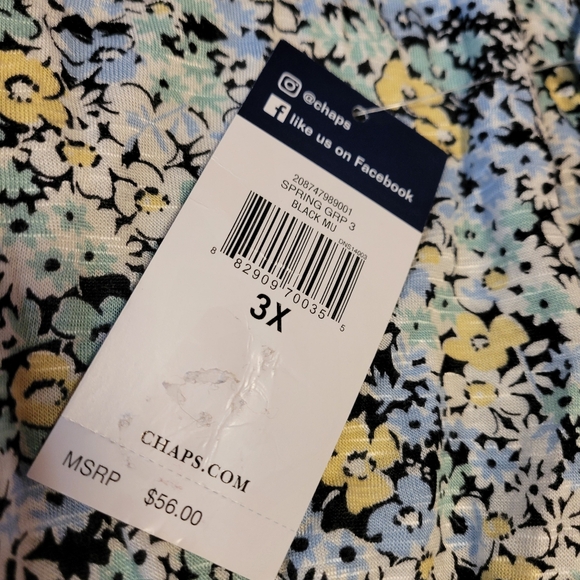 @chaps
like us on Facebook
208747989001
SPRING GRP 3
BLACK MU
8 82909 70035 5
3X
CHAPS.COM
MSRP $56.00